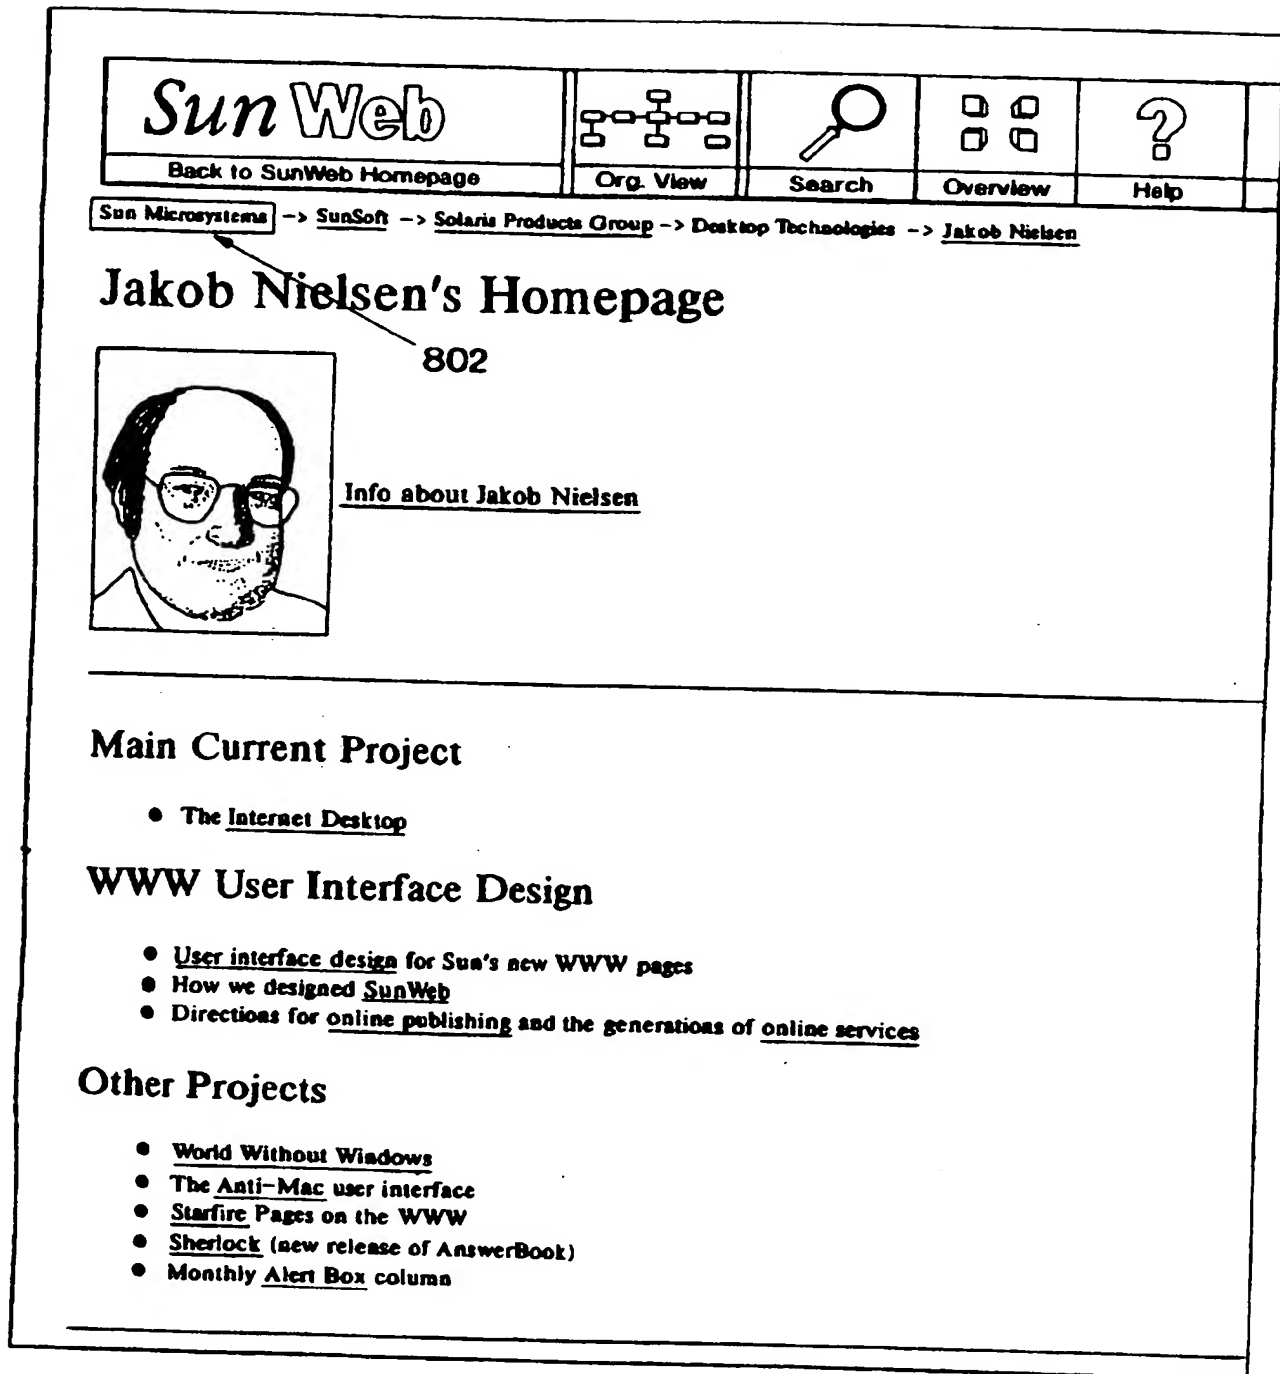 Sun Web
Back to SunWeb Homepage
Org. View
Search
Overview
Help
Sun Microsystems -> SunSoft -> Solaris Products Group -> Desktop Technologies -> Jakob Nielsen
Jakob Nielsen's Homepage
802
Info about Jakob Nielsen
Main Current Project
● The Internet Desktop
WWW User Interface Design
● User interface design for Sun's new WWW pages
● How we designed SunWeb
● Directions for online publishing and the generations of online services
Other Projects
● World Without Windows
● The Anti-Mac user interface
● Starfire Pages on the WWW
● Sherlock (new release of AnswerBook)
● Monthly Alert Box column